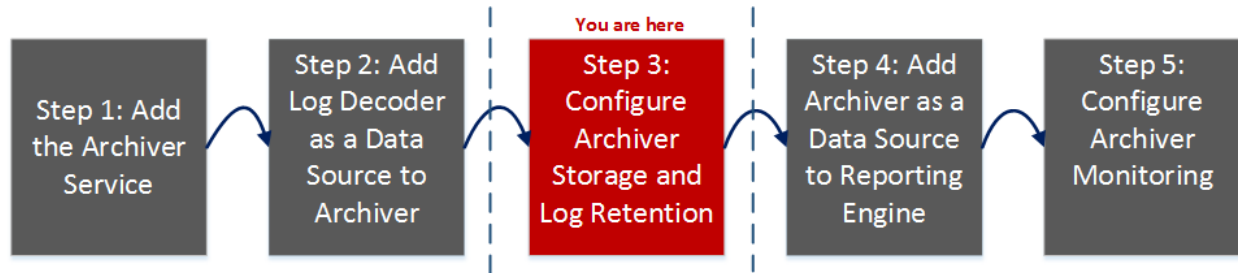 You are here
Step 1: Add
the Archiver
Service
Step 2: Add
Log Decoder
as a Data
Source to
Archiver
Step 3:
Configure
Archiver
Storage and
Log Retention
Step 4: Add
Archiver as a
Data Source
to Reporting
Engine
Step 5:
Configure
Archiver
Monitoring